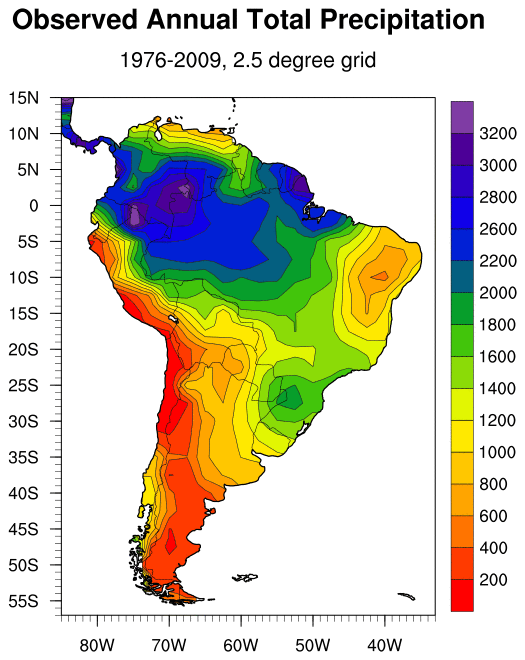 Observed Annual Total Precipitation
1976-2009, 2.5 degree grid
15N
10N
5N
0
5S
10S
15S
20S
25S
30S
35S
40S
45S
50S
55S
80W 70W 60W 50W 40W
3200
3000
2800
2600
2200
2000
1800
1600
1400
1200
1000
800
600
400
200